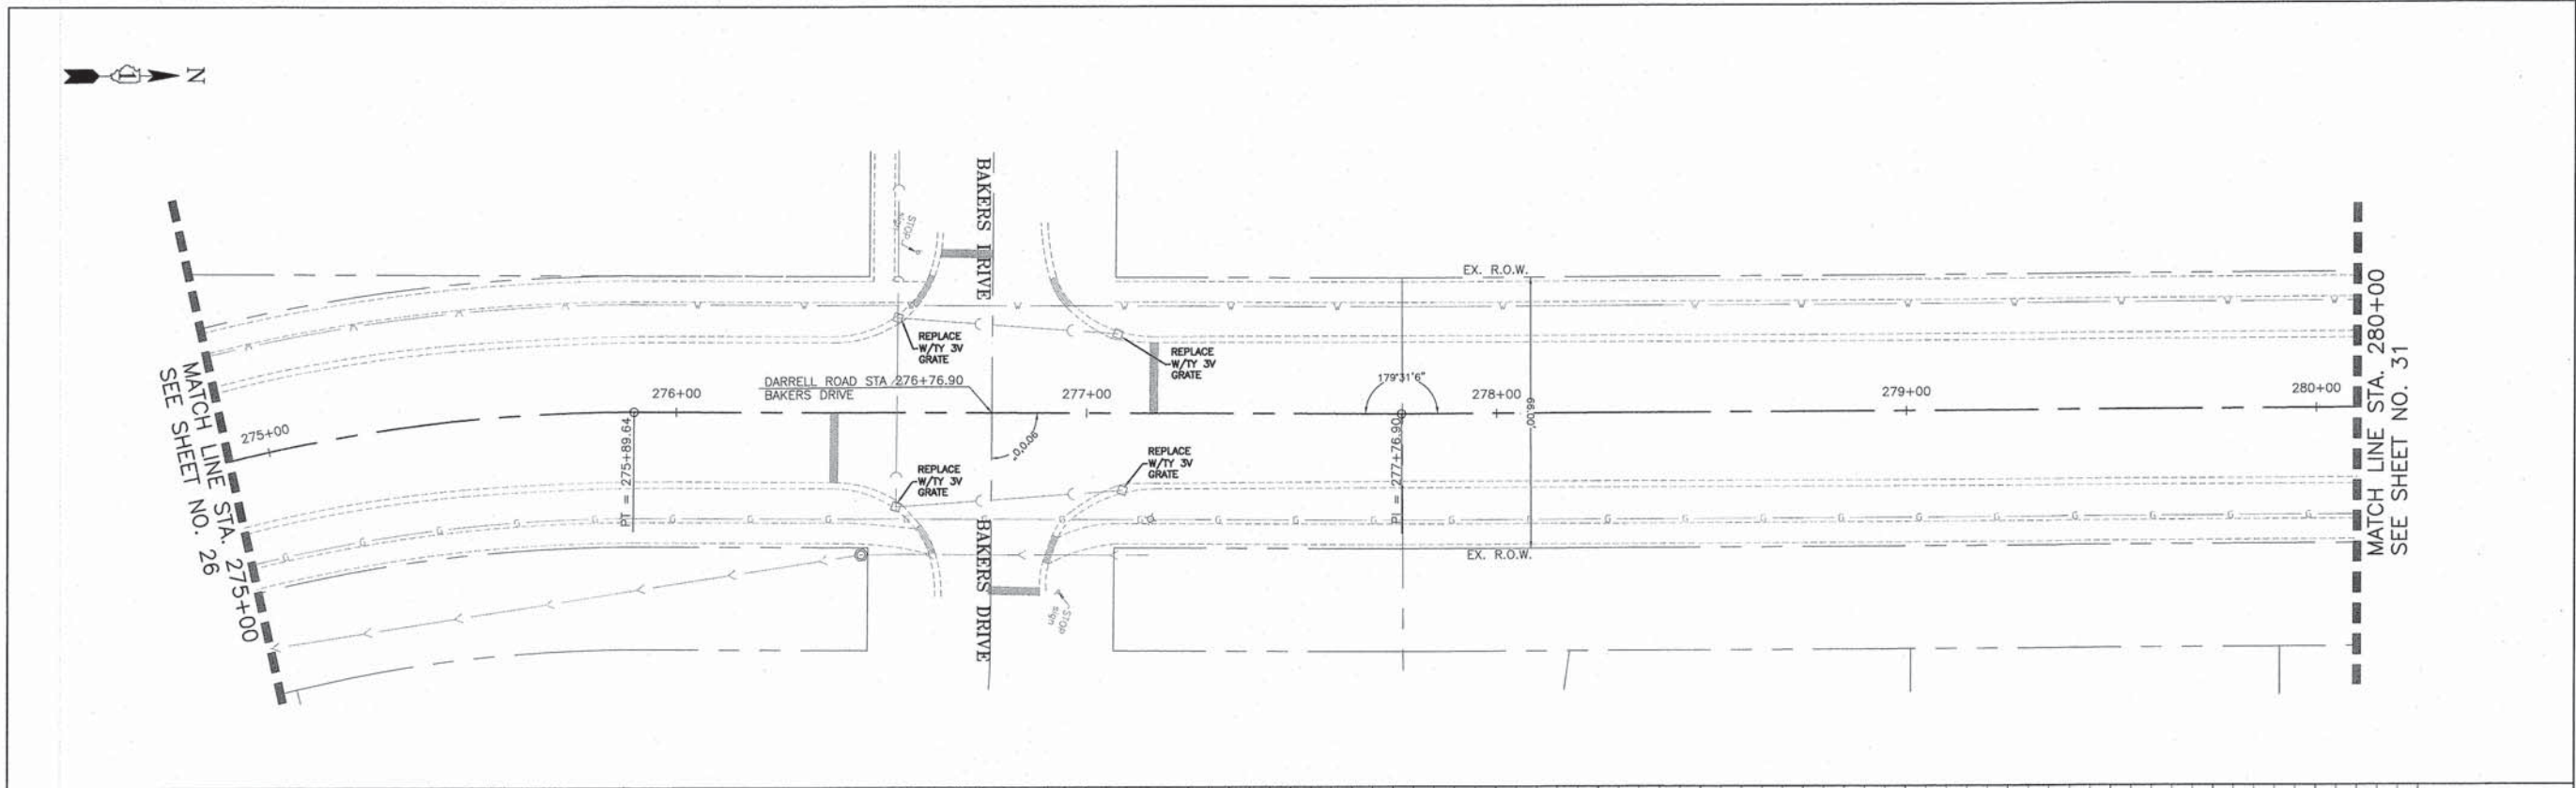 N
BAKERS DRIVE
STOP
sign
EX. R.O.W.
REPLACE
W/TY 3V
GRATE
REPLACE
W/TY 3V
GRATE
DARRELL ROAD STA 276+76.90
BAKERS DRIVE
275+00
276+00
277+00
278+00
279+00
280+00
179°31'6"
66.00'
90°0'0"
PT = 275+89.64
PI = 277+76.90
REPLACE
W/TY 3V
GRATE
REPLACE
W/TY 3V
GRATE
EX. R.O.W.
BAKERS DRIVE
STOP
sign
MATCH LINE STA. 275+00
SEE SHEET NO. 26
MATCH LINE STA. 280+00
SEE SHEET NO. 31